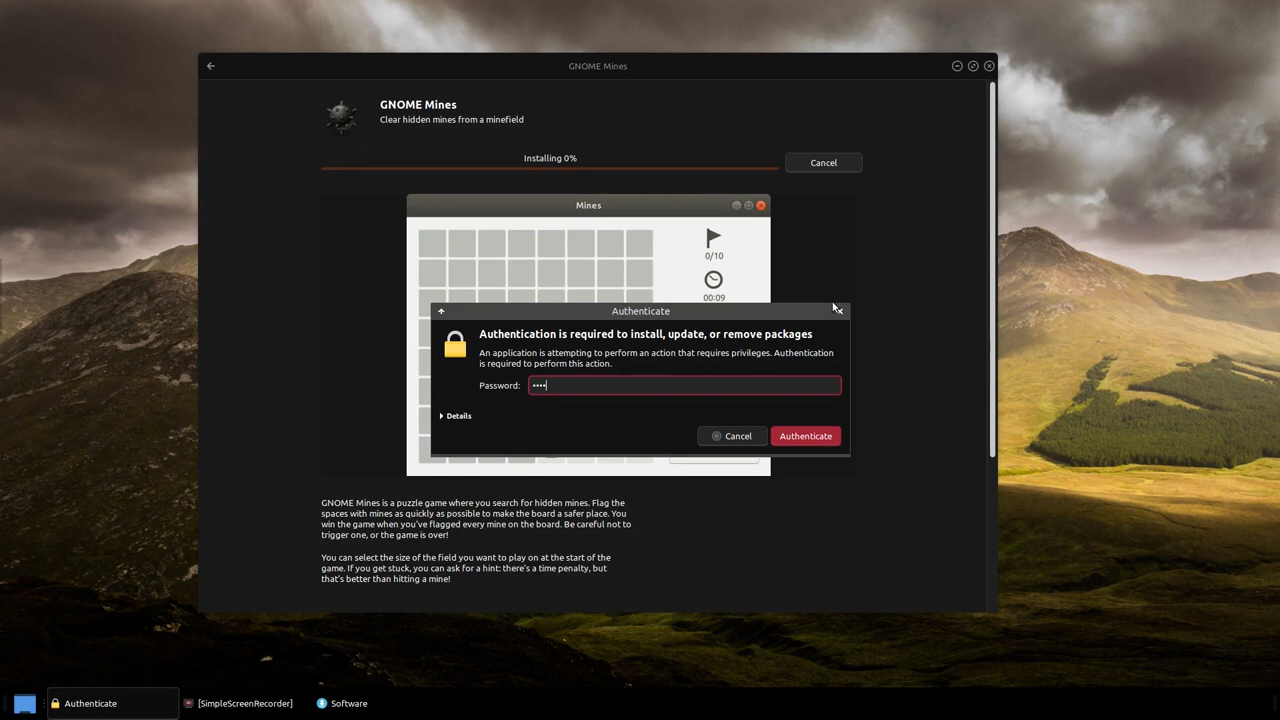 GNOME Mines
GNOME Mines
Clear hidden mines from a minefield
Installing 0%
Cancel
Mines
0/10
00:09
Authenticate
Authentication is required to install, update, or remove packages
An application is attempting to perform an action that requires privileges. Authentication
is required to perform this action.
Password: ••••
Details
Cancel
Authenticate
GNOME Mines is a puzzle game where you search for hidden mines. Flag the
spaces with mines as quickly as possible to make the board a safer place. You
win the game when you've flagged every mine on the board. Be careful not to
trigger one, or the game is over!
You can select the size of the field you want to play on at the start of the
game. If you get stuck, you can ask for a hint: there's a time penalty, but
that's better than hitting a mine!
Authenticate
[SimpleScreenRecorder]
Software